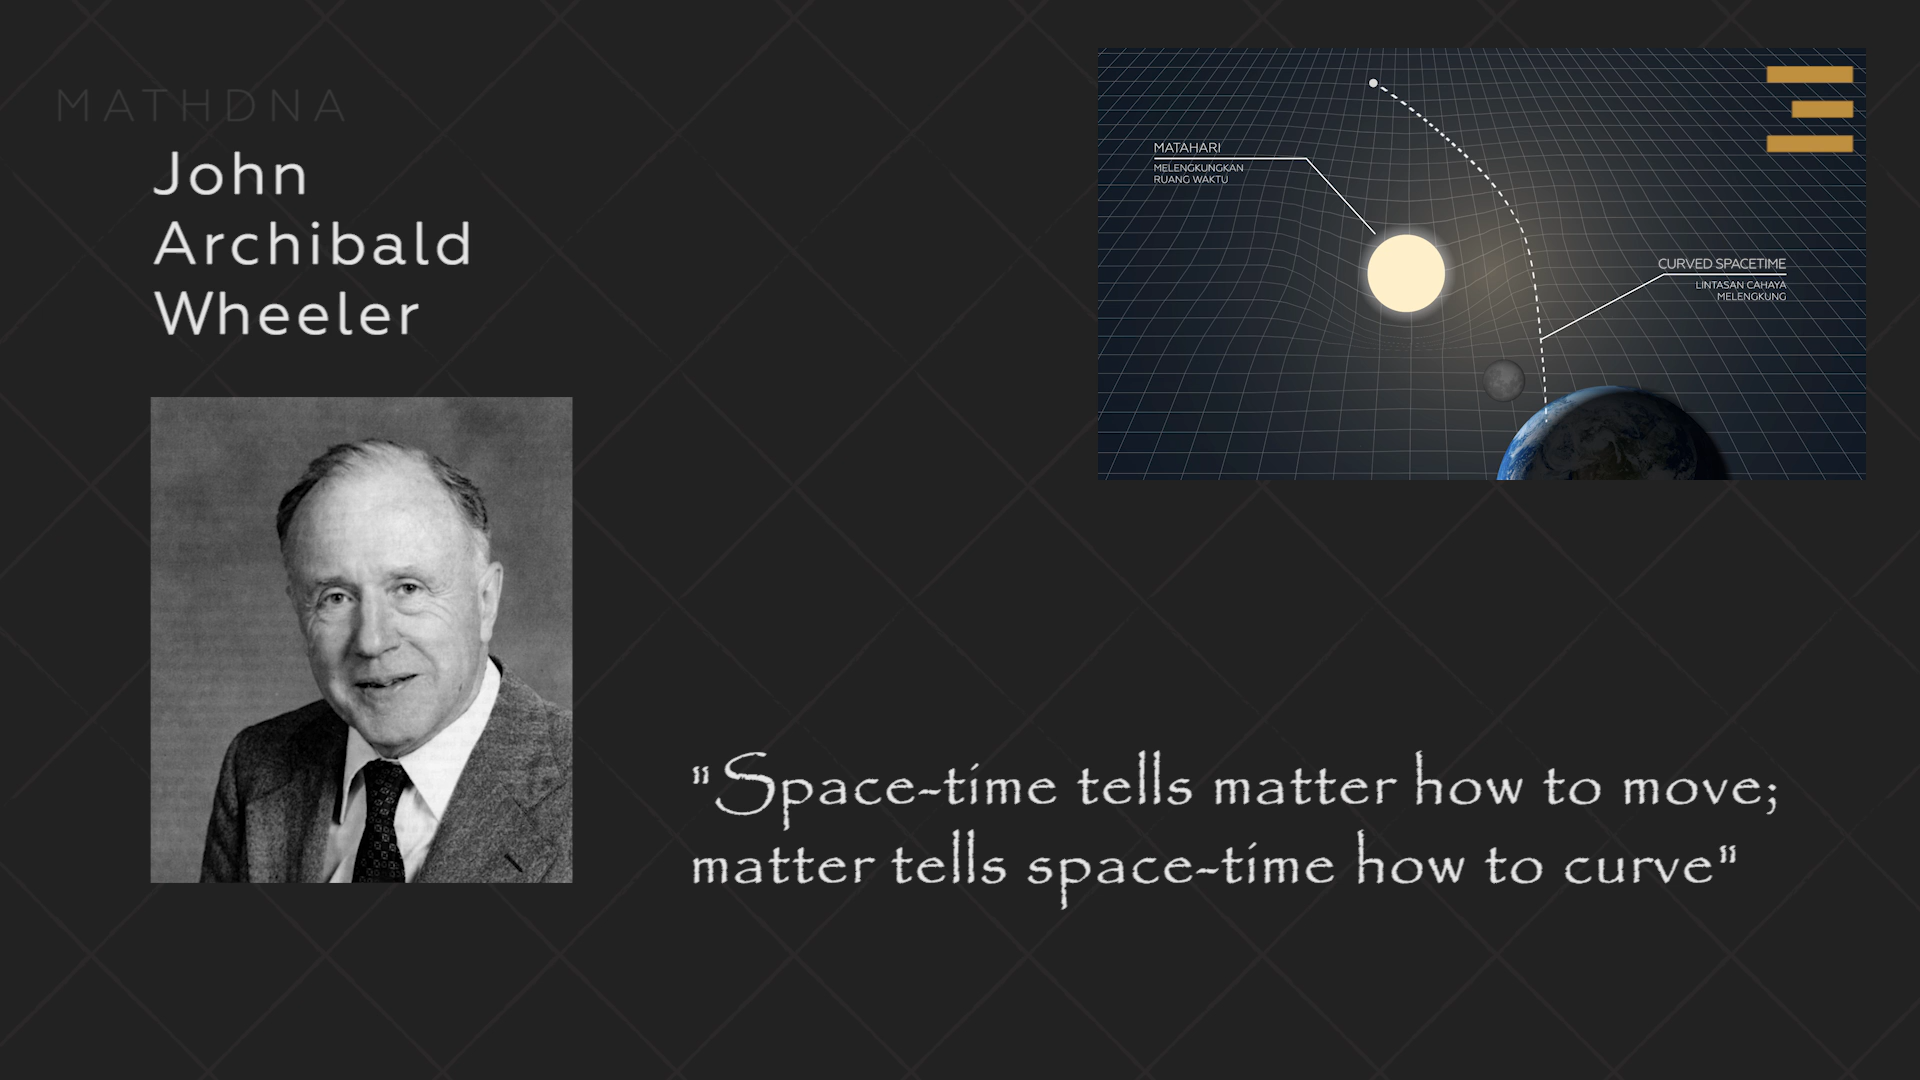 MATHDNA
John
Archibald
Wheeler
MATAHARI
MELENGKUNGKAN
RUANG WAKTU
CURVED SPACETIME
LINTASAN CAHAYA
MELENGKUNG
"Space-time tells matter how to move;
matter tells space-time how to curve"